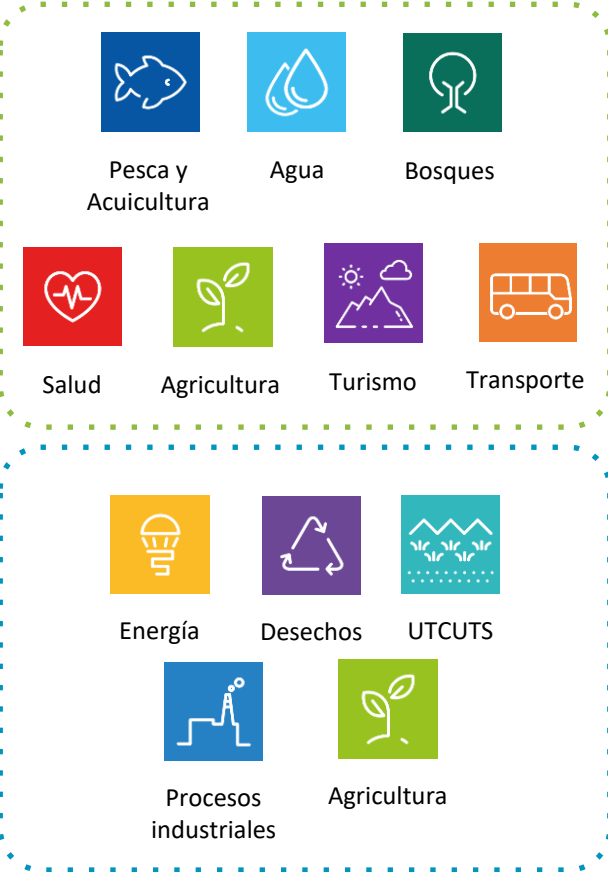 Pesca y
Acuicultura
Agua
Bosques
Salud
Agricultura
Turismo
Transporte
Energía
Desechos
UTCUTS
Procesos
industriales
Agricultura